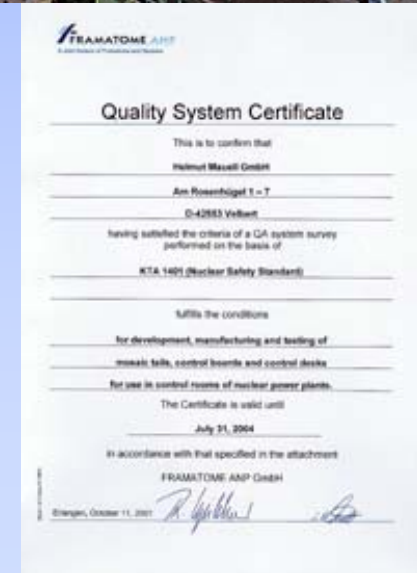 FRAMATOME ANP
Quality System Certificate
This is to confirm that
Helmut Mauell GmbH
Am Rosenhügel 1 – 7
D-42553 Velbert
having satisfied the criteria of a QA system survey
performed on the basis of
KTA 1401 (Nuclear Safety Standard)
fulfills the conditions
for development, manufacturing and testing of
mosaic tails, control boards and control desks
for use in control rooms of nuclear power plants.
The Certificate is valid until
July 31, 2004
in accordance with that specified in the attachment
FRAMATOME ANP GmbH
Erlangen, October 11, 2001